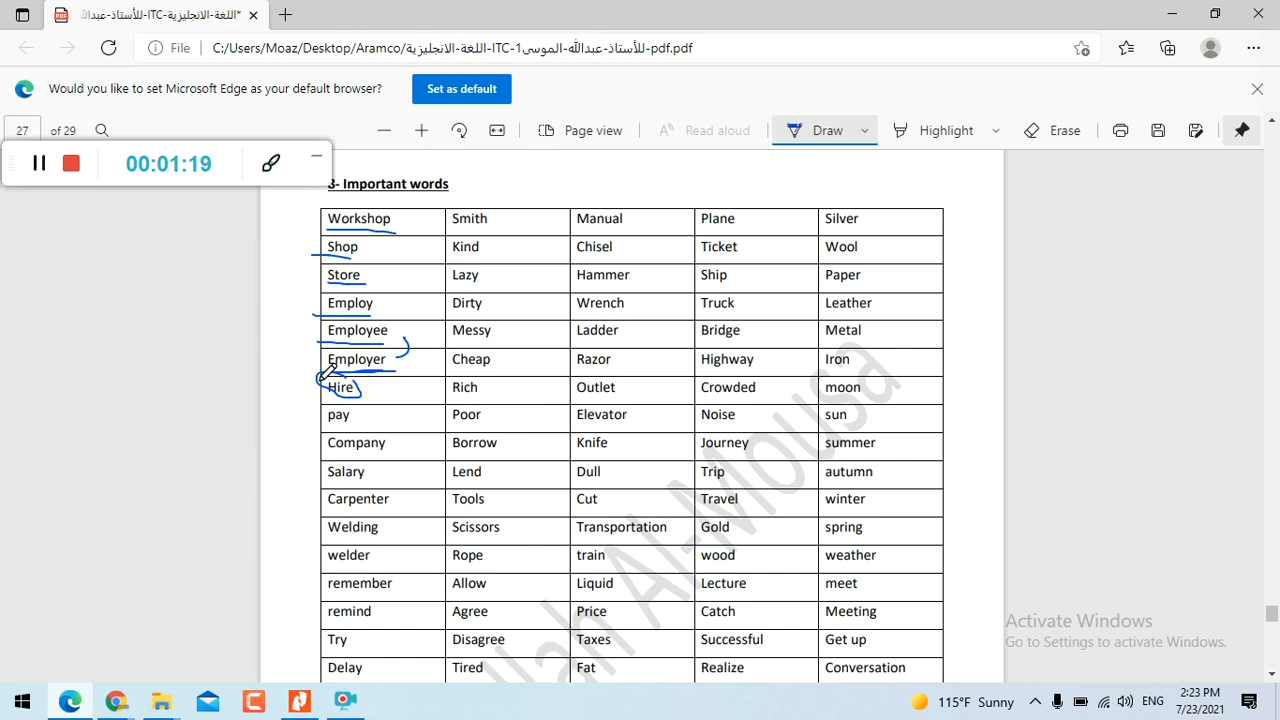 *اللغة-الانجليزية-ITC-للأستاذ-عبدالا
File
C:/Users/Moaz/Desktop/Aramco/اللغة-الانجليزية-ITC-للأستاذ-عبدالله-الموسى1-pdf.pdf
Would you like to set Microsoft Edge as your default browser?
Set as default
27 of 29
Page view
Read aloud
Draw
Highlight
Erase
00:01:19
8- Important words
Workshop Smith Manual Plane Silver
Shop Kind Chisel Ticket Wool
Store Lazy Hammer Ship Paper
Employ Dirty Wrench Truck Leather
Employee Messy Ladder Bridge Metal
Employer Cheap Razor Highway Iron
Hire Rich Outlet Crowded moon
pay Poor Elevator Noise sun
Company Borrow Knife Journey summer
Salary Lend Dull Trip autumn
Carpenter Tools Cut Travel winter
Welding Scissors Transportation Gold spring
welder Rope train wood weather
remember Allow Liquid Lecture meet
remind Agree Price Catch Meeting
Try Disagree Taxes Successful Get up
Delay Tired Fat Realize Conversation
llah Al-Mousa
Activate Windows
Go to Settings to activate Windows.
115°F Sunny
ENG
2:23 PM
7/23/2021